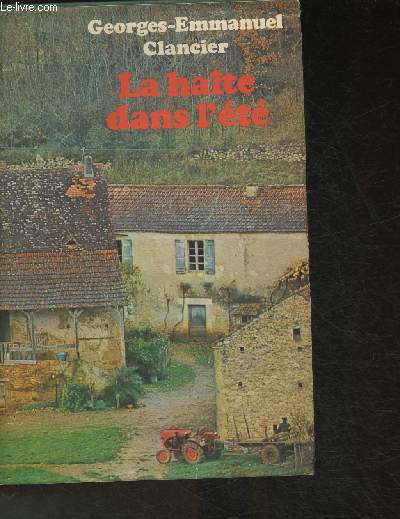 Le-livre.com
Georges-Emmanuel
Clancier
La halte
dans l'été